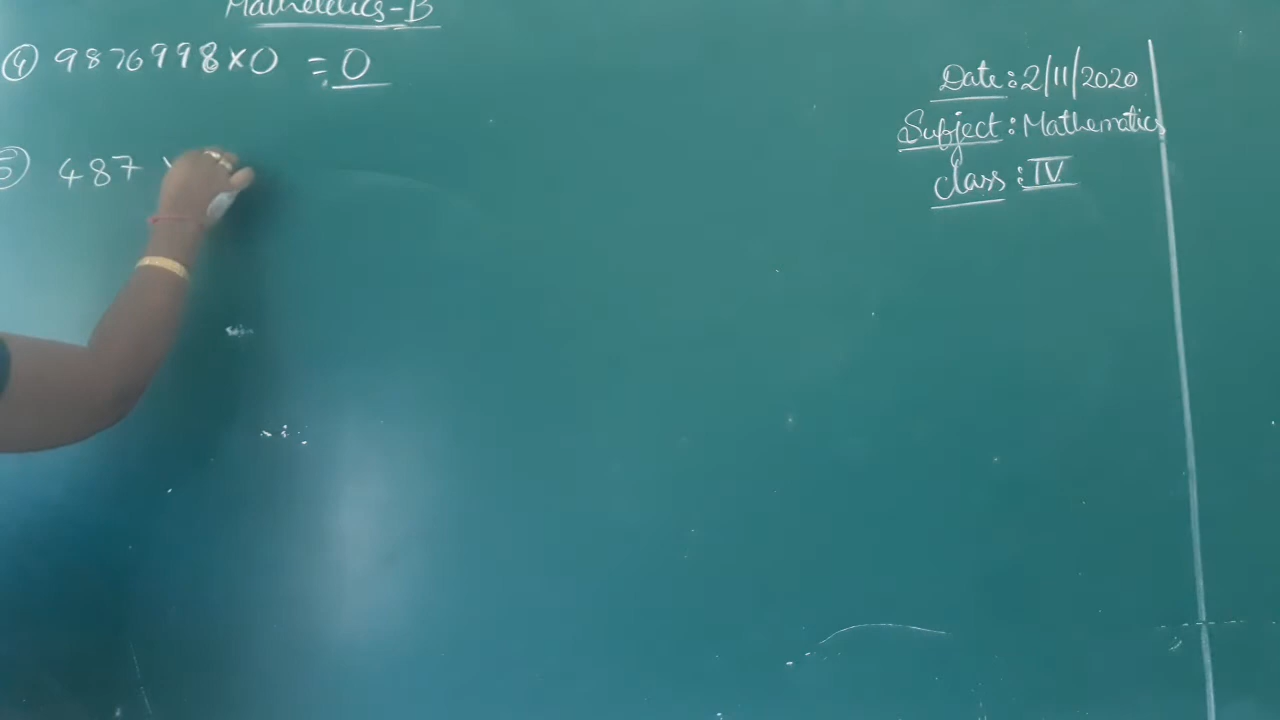 Mathematics-B
④ 9876998×0 = 0
⑤ 487
Date: 2/11/2020
Subject: Mathematics
Class: IV